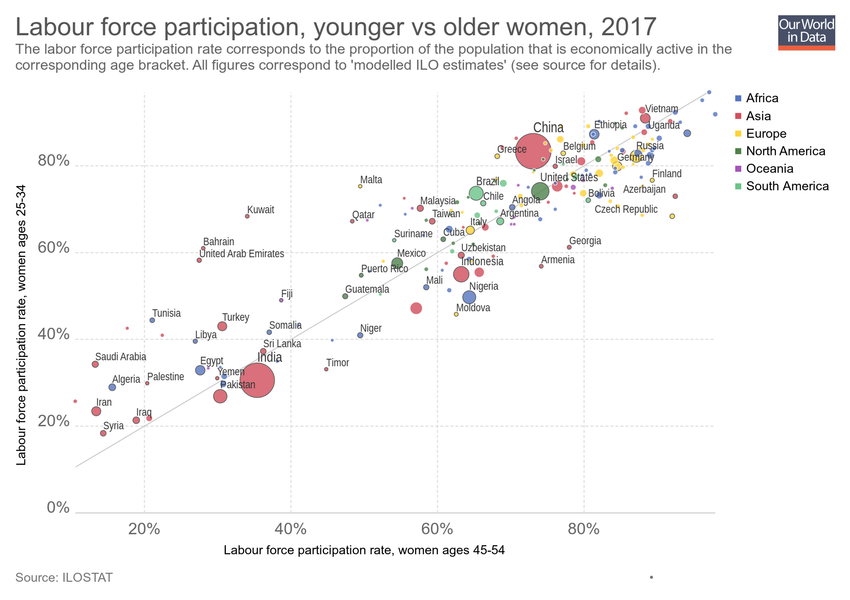 Labour force participation, younger vs older women, 2017
Our World
in Data
The labor force participation rate corresponds to the proportion of the population that is economically active in the
corresponding age bracket. All figures correspond to 'modelled ILO estimates' (see source for details).
Africa
Asia
Europe
North America
Oceania
South America
Labour force participation rate, women ages 25-34
80%
60%
40%
20%
0%
Vietnam
China
Ethiopia
Uganda
Greece
Belgium
Russia
Israel
Germany
Malta
Brazil
United States
Finland
Chile
Bolivia
Azerbaijan
Kuwait
Qatar
Malaysia
Angola
Taiwan
Argentina
Czech Republic
Suriname
Cuba
Italy
Bahrain
United Arab Emirates
Mexico
Uzbekistan
Georgia
Puerto Rico
Indonesia
Armenia
Fiji
Guatemala
Mali
Nigeria
Moldova
Tunisia
Turkey
Somalia
Niger
Libya
Sri Lanka
Saudi Arabia
Egypt
India
Timor
Algeria
Palestine
Yemen
Pakistan
Iran
Iraq
Syria
20%
40%
60%
80%
Labour force participation rate, women ages 45-54
Source: ILOSTAT